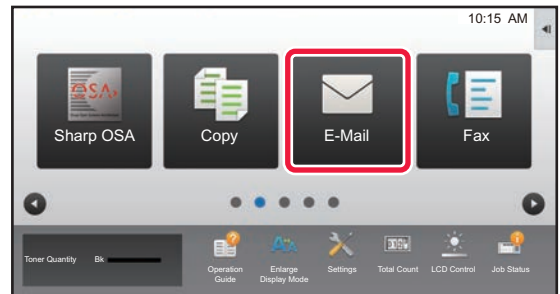 10:15 AM
OSA
Sharp OSA
Copy
E-Mail
Fax
Toner Quantity
Bk
Operation
Guide
Enlarge
Display Mode
Settings
Total Count
LCD Control
Job Status